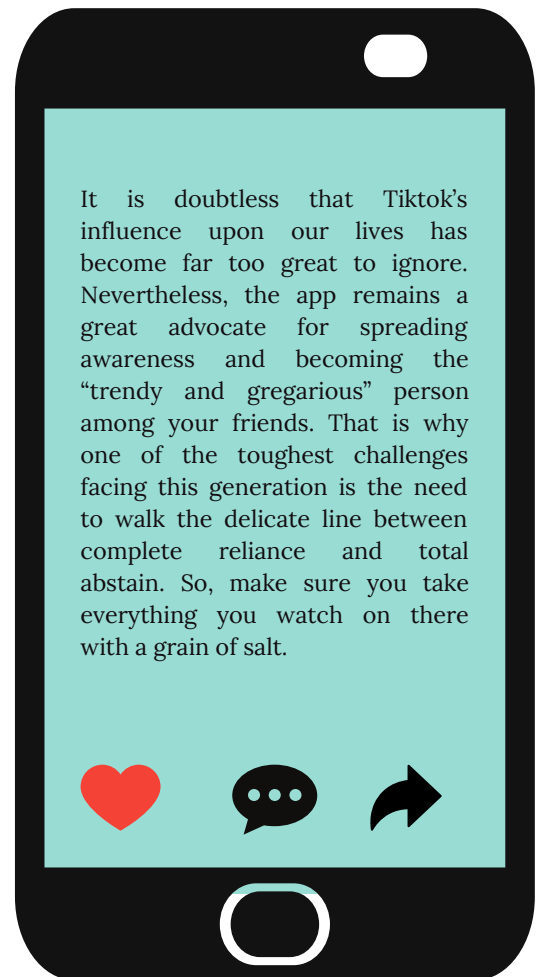 It is doubtless that Tiktok’s
influence upon our lives has
become far too great to ignore.
Nevertheless, the app remains a
great advocate for spreading
awareness and becoming the
“trendy and gregarious” person
among your friends. That is why
one of the toughest challenges
facing this generation is the need
to walk the delicate line between
complete reliance and total
abstain. So, make sure you take
everything you watch on there
with a grain of salt.